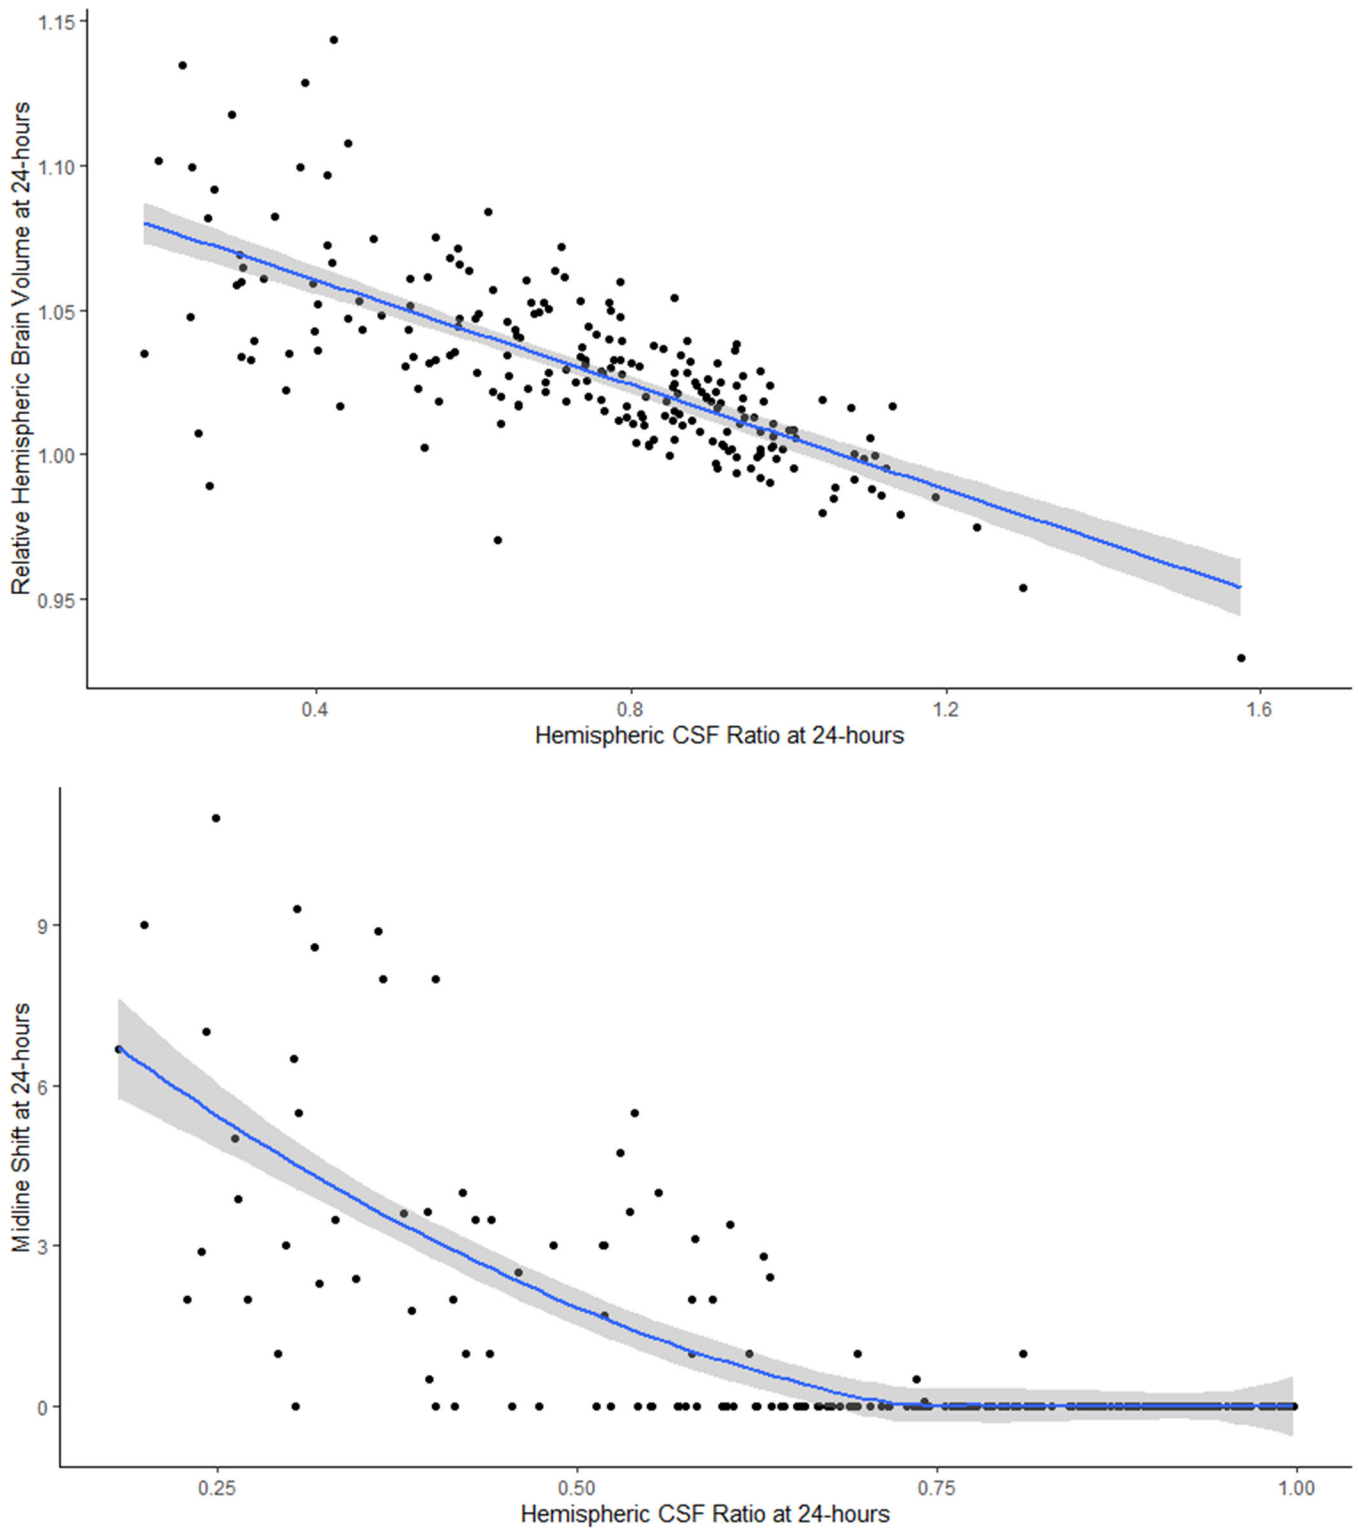 Relative Hemispheric Brain Volume at 24-hours
1.15
1.10
1.05
1.00
0.95
0.4 0.8 1.2 1.6
Hemispheric CSF Ratio at 24-hours
Midline Shift at 24-hours
9
6
3
0
0.25 0.50 0.75 1.00
Hemispheric CSF Ratio at 24-hours